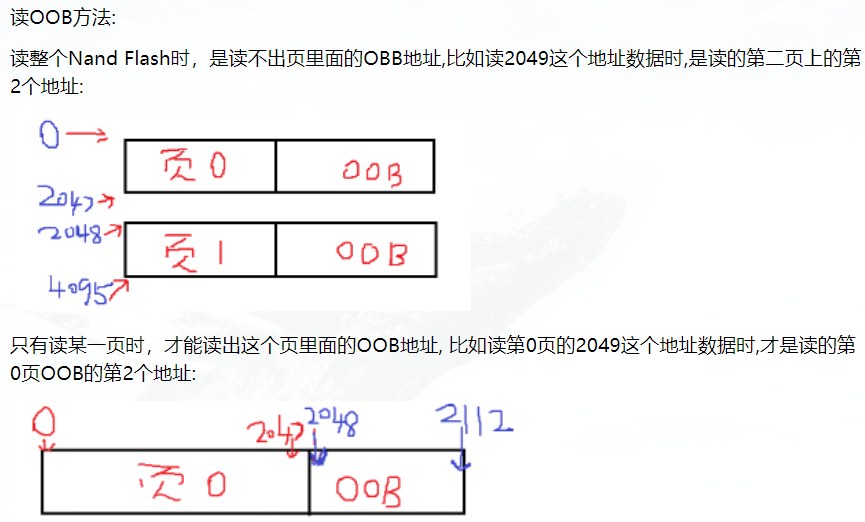 读OOB方法:
读整个Nand Flash时，是读不出页里面的OBB地址,比如读2049这个地址数据时,是读的第二页上的第
2个地址:
0
页0 OOB
2047
2048
页1 OOB
4095
只有读某一页时，才能读出这个页里面的OOB地址, 比如读第0页的2049这个地址数据时,才是读的第
0页OOB的第2个地址:
0 2047 2048 2112
页0 OOB